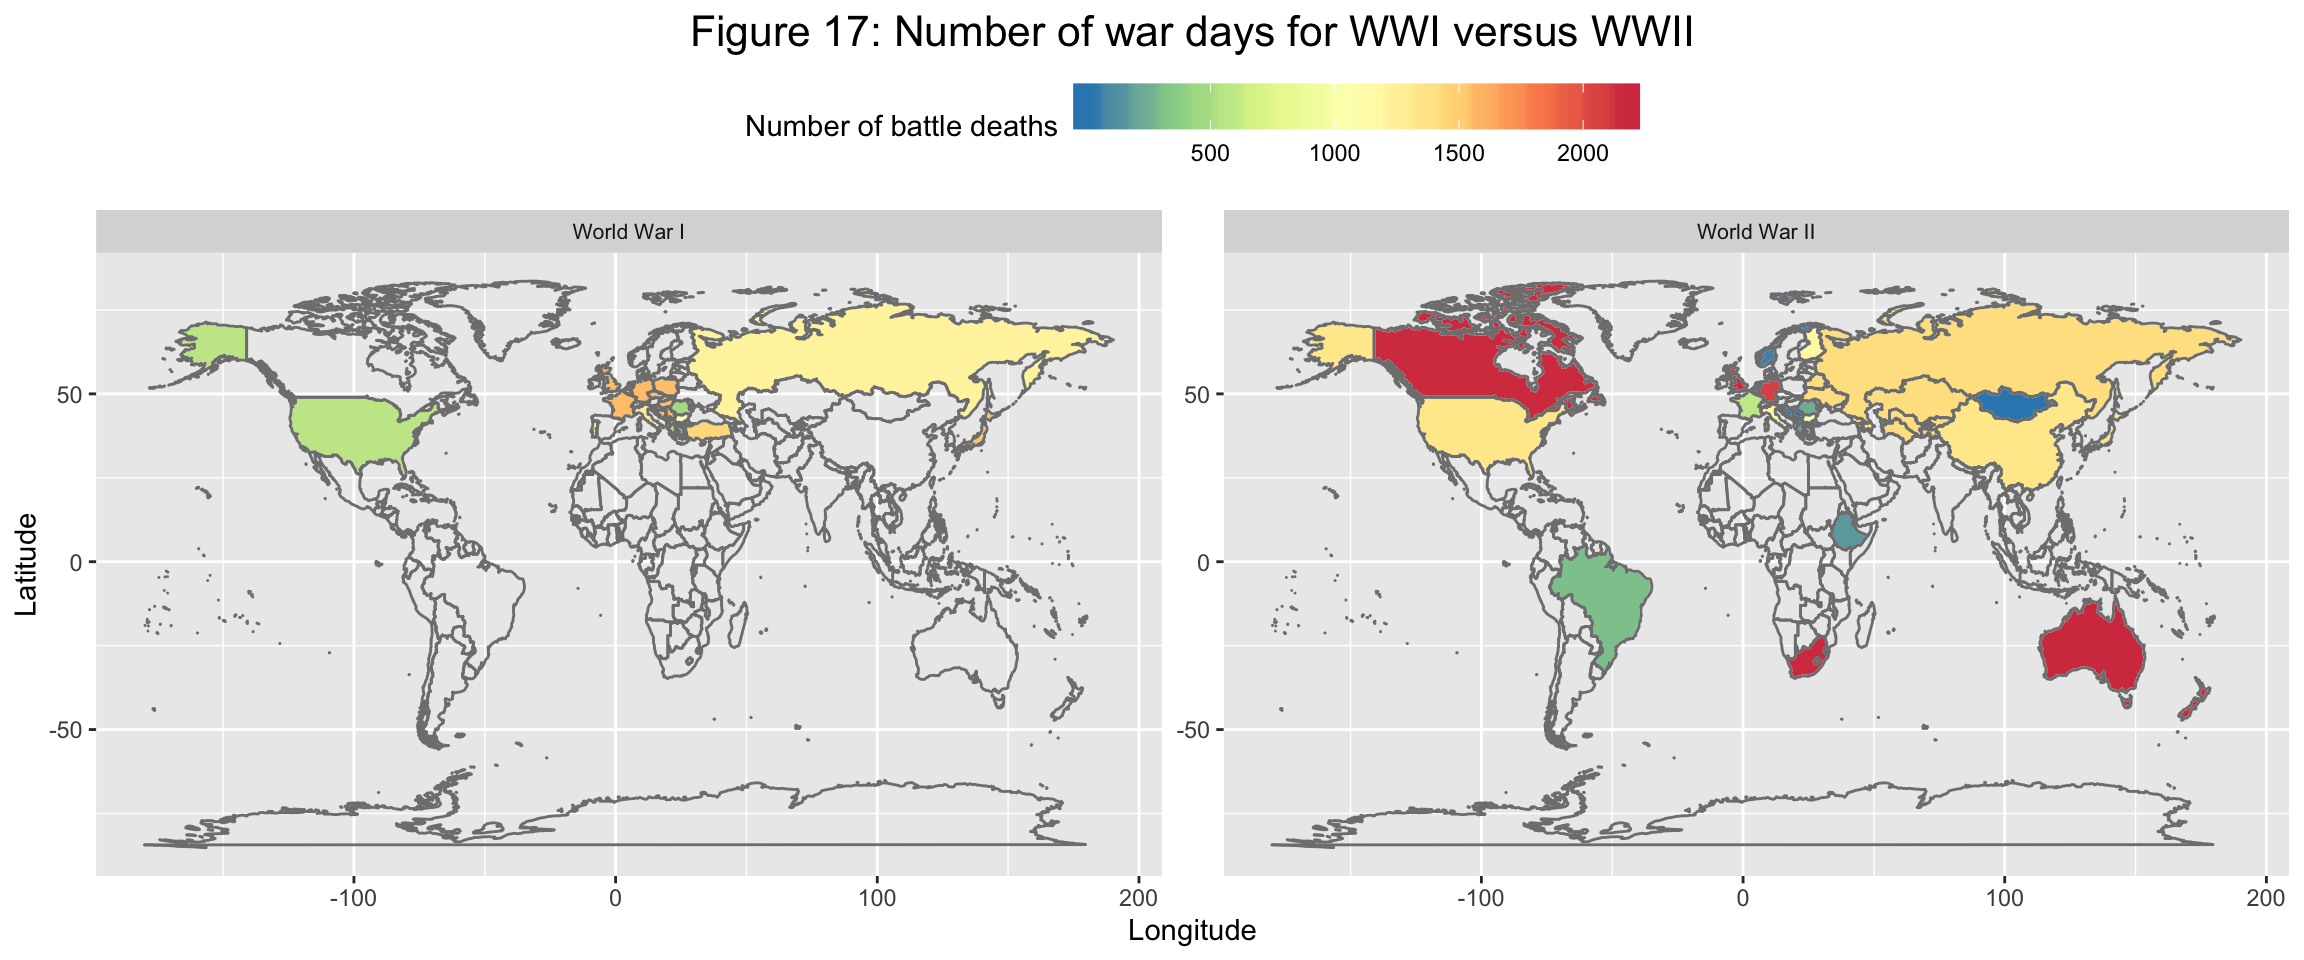 Figure 17: Number of war days for WWI versus WWII
Number of battle deaths
500 1000 1500 2000
World War I World War II
Latitude
50
0
-50
50
0
-50
-100 0 100 200
-100 0 100 200
Longitude